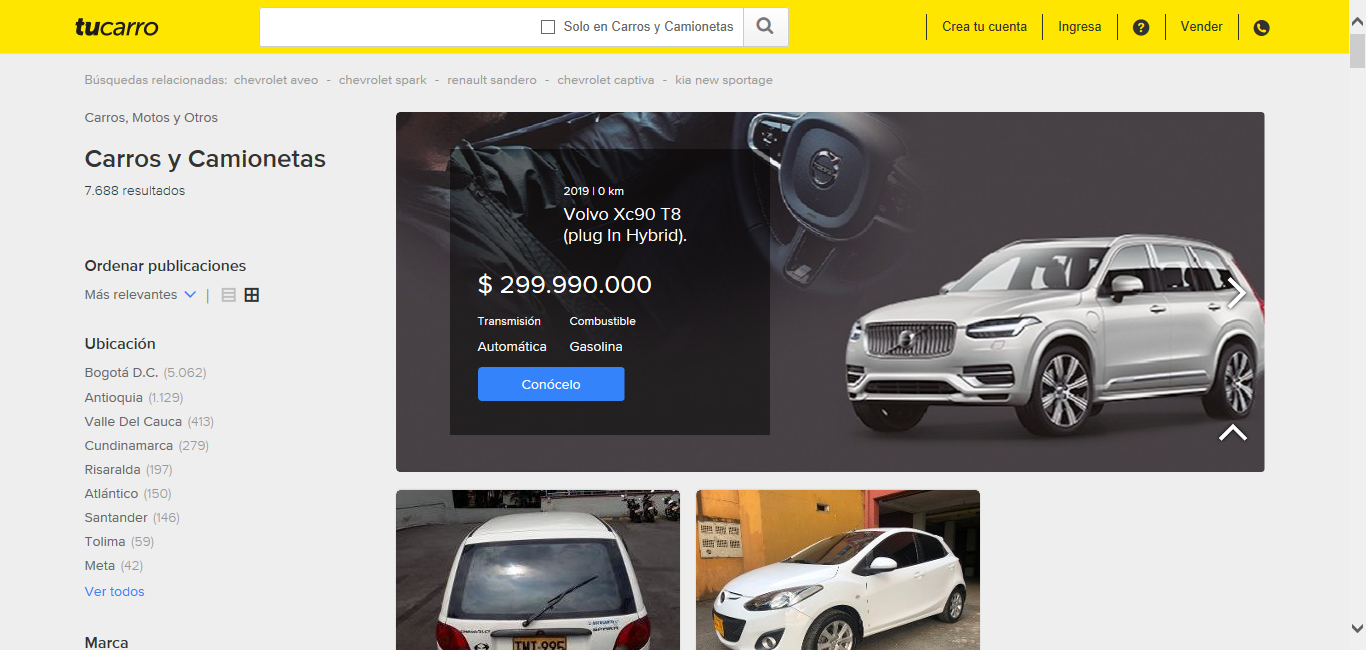 tucarro
Solo en Carros y Camionetas
Crea tu cuenta
Ingresa
?
Vender
Búsquedas relacionadas: chevrolet aveo - chevrolet spark - renault sandero - chevrolet captiva - kia new sportage
Carros, Motos y Otros
Carros y Camionetas
7.688 resultados
Ordenar publicaciones
Más relevantes |
Ubicación
Bogotá D.C. (5.062)
Antioquia (1.129)
Valle Del Cauca (413)
Cundinamarca (279)
Risaralda (197)
Atlántico (150)
Santander (146)
Tolima (59)
Meta (42)
Ver todos
Marca
2019 | 0 km
Volvo Xc90 T8
(plug In Hybrid).
$ 299.990.000
Transmisión Combustible
Automática Gasolina
Conócelo
CHEVROLET
SPARK
TMI-995